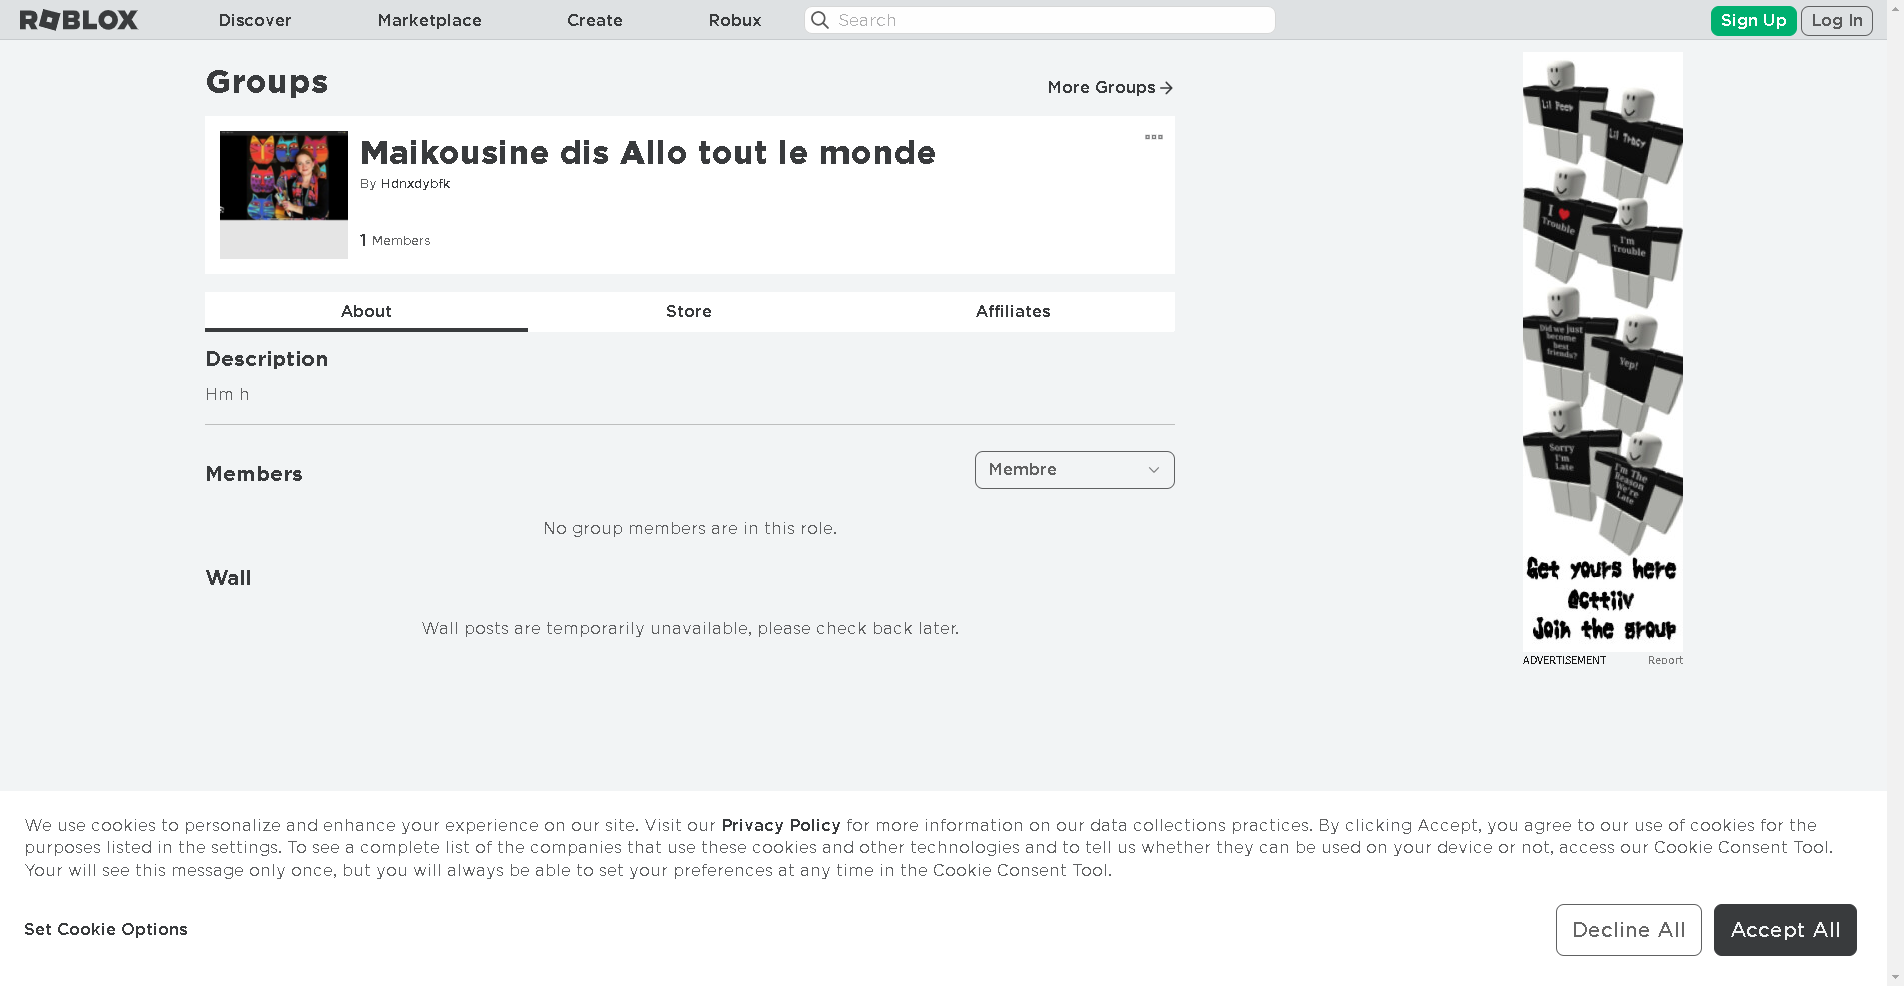 ROBLOX Discover Marketplace Create Robux Search Sign Up Log In
Groups
More Groups
Maikousine dis Allo tout le monde
By Hdnxdybfk
1 Members
About Store Affiliates
Description
Hm h
Members
Membre
No group members are in this role.
Wall
Wall posts are temporarily unavailable, please check back later.
Lil Peep
Lil Tracy
I ❤ Trouble
I'm Trouble
Did we just become best friends?
Yep!
Sorry I'm Late
I'm The Reason We're Late
Get yours here
@cttiiv
Join the group
ADVERTISEMENT Report
We use cookies to personalize and enhance your experience on our site. Visit our Privacy Policy for more information on our data collections practices. By clicking Accept, you agree to our use of cookies for the
purposes listed in the settings. To see a complete list of the companies that use these cookies and other technologies and to tell us whether they can be used on your device or not, access our Cookie Consent Tool.
Your will see this message only once, but you will always be able to set your preferences at any time in the Cookie Consent Tool.
Set Cookie Options
Decline All Accept All